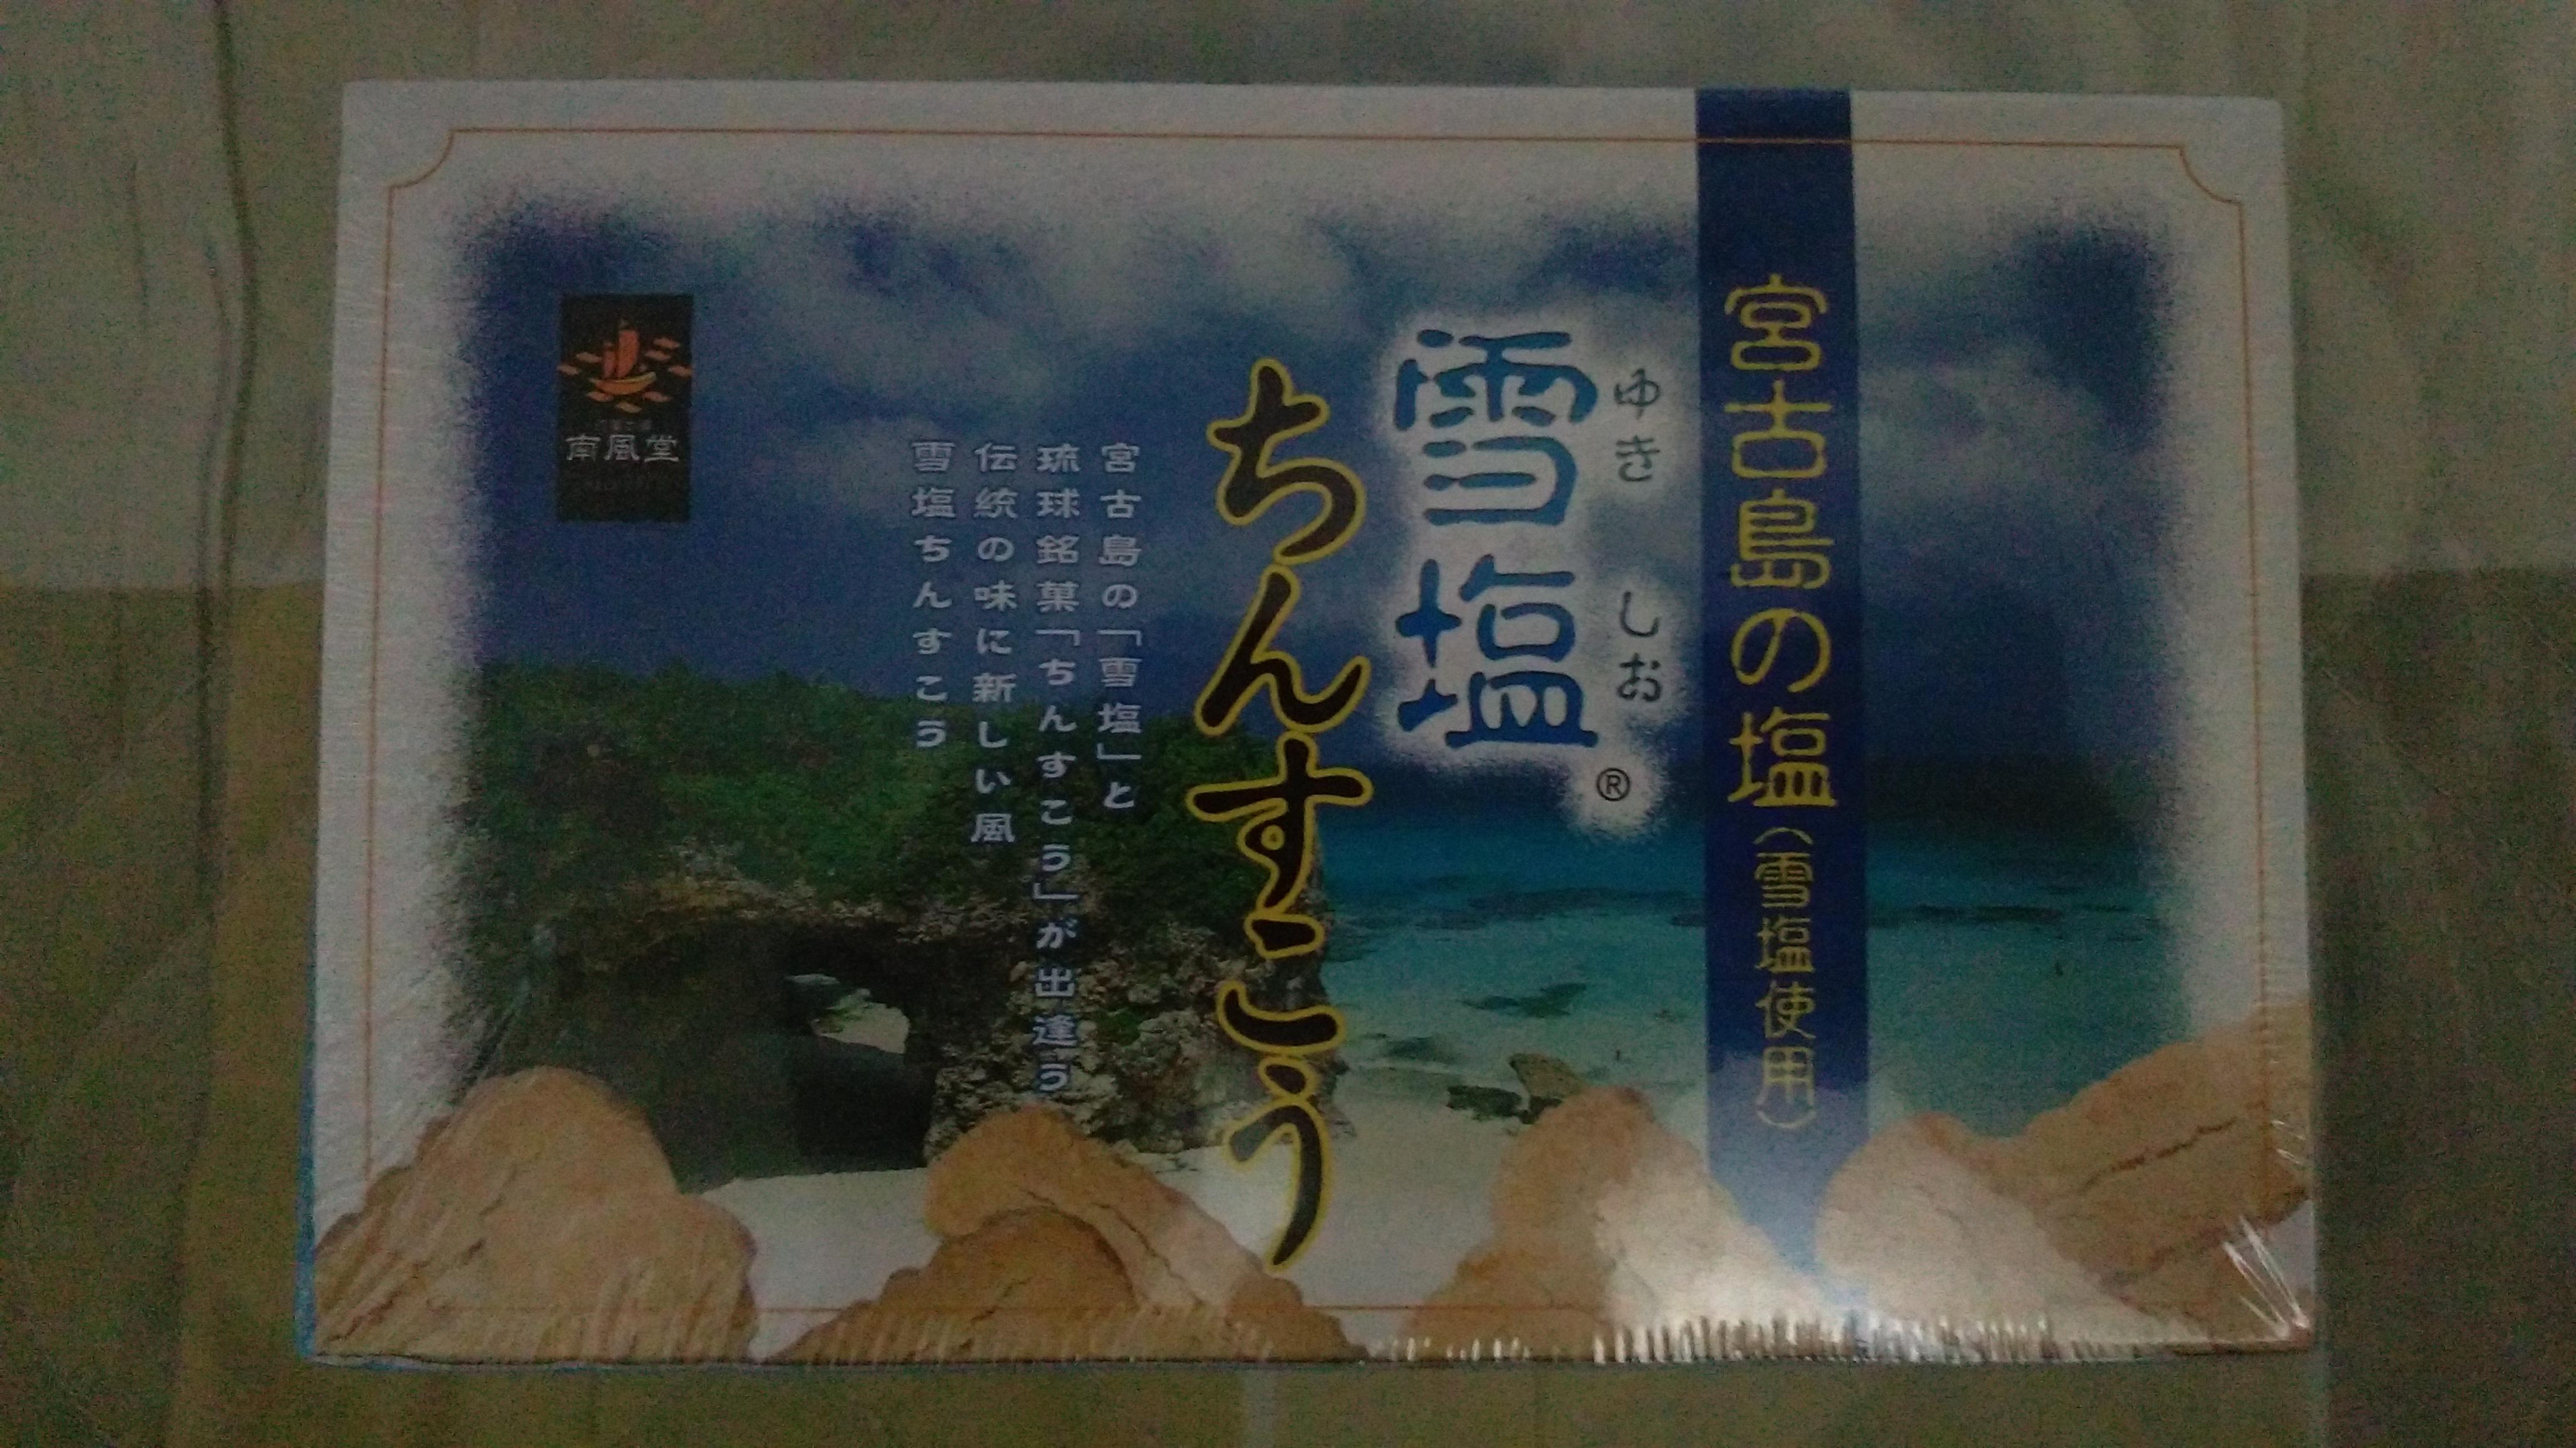 宮古島の塩(雪塩使用)
ゆきしお
雪塩®
ちんすこう
宮古島の「雪塩」と
琉球銘菓「ちんすこう」が出逢う
伝統の味に新しい風
雪塩ちんすこう
南風堂